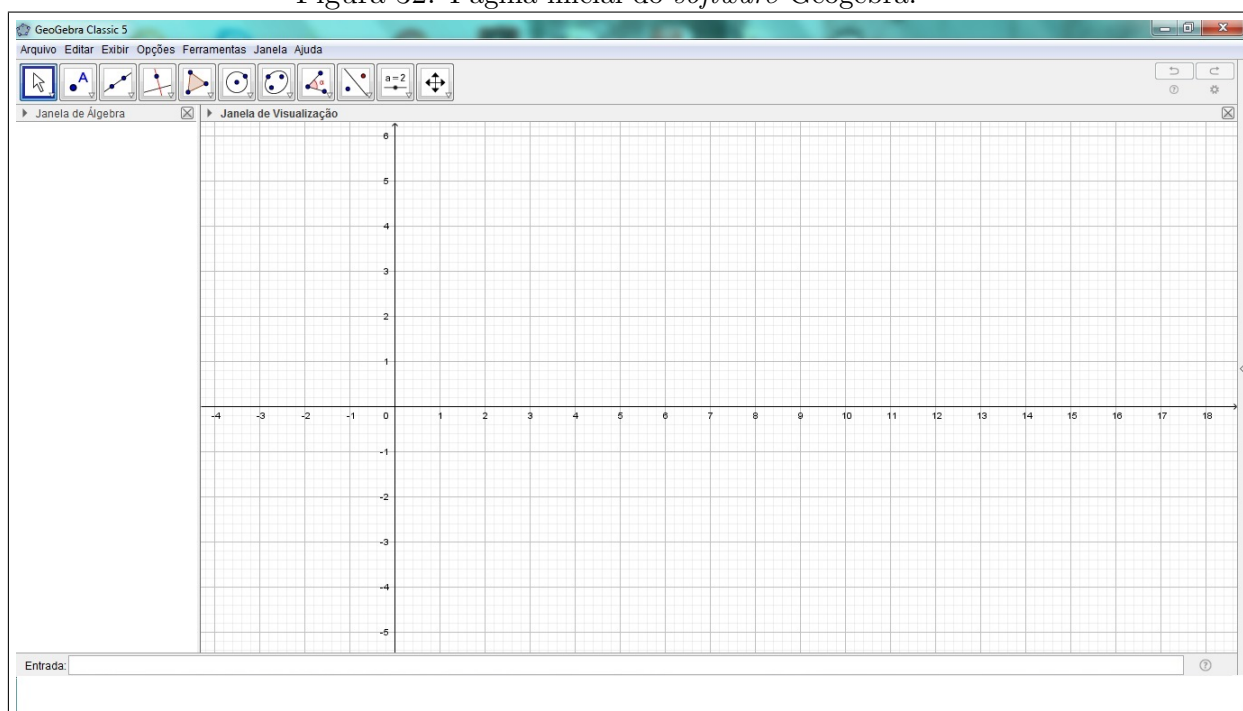 Figura 32: Página inicial do software Geogebra.
GeoGebra Classic 5
Arquivo Editar Exibir Opções Ferramentas Janela Ajuda
A
α
a=2
Janela de Álgebra
Janela de Visualização
6
5
4
3
2
1
-4 -3 -2 -1 0 1 2 3 4 5 6 7 8 9 10 11 12 13 14 15 16 17 18
-1
-2
-3
-4
-5
Entrada: